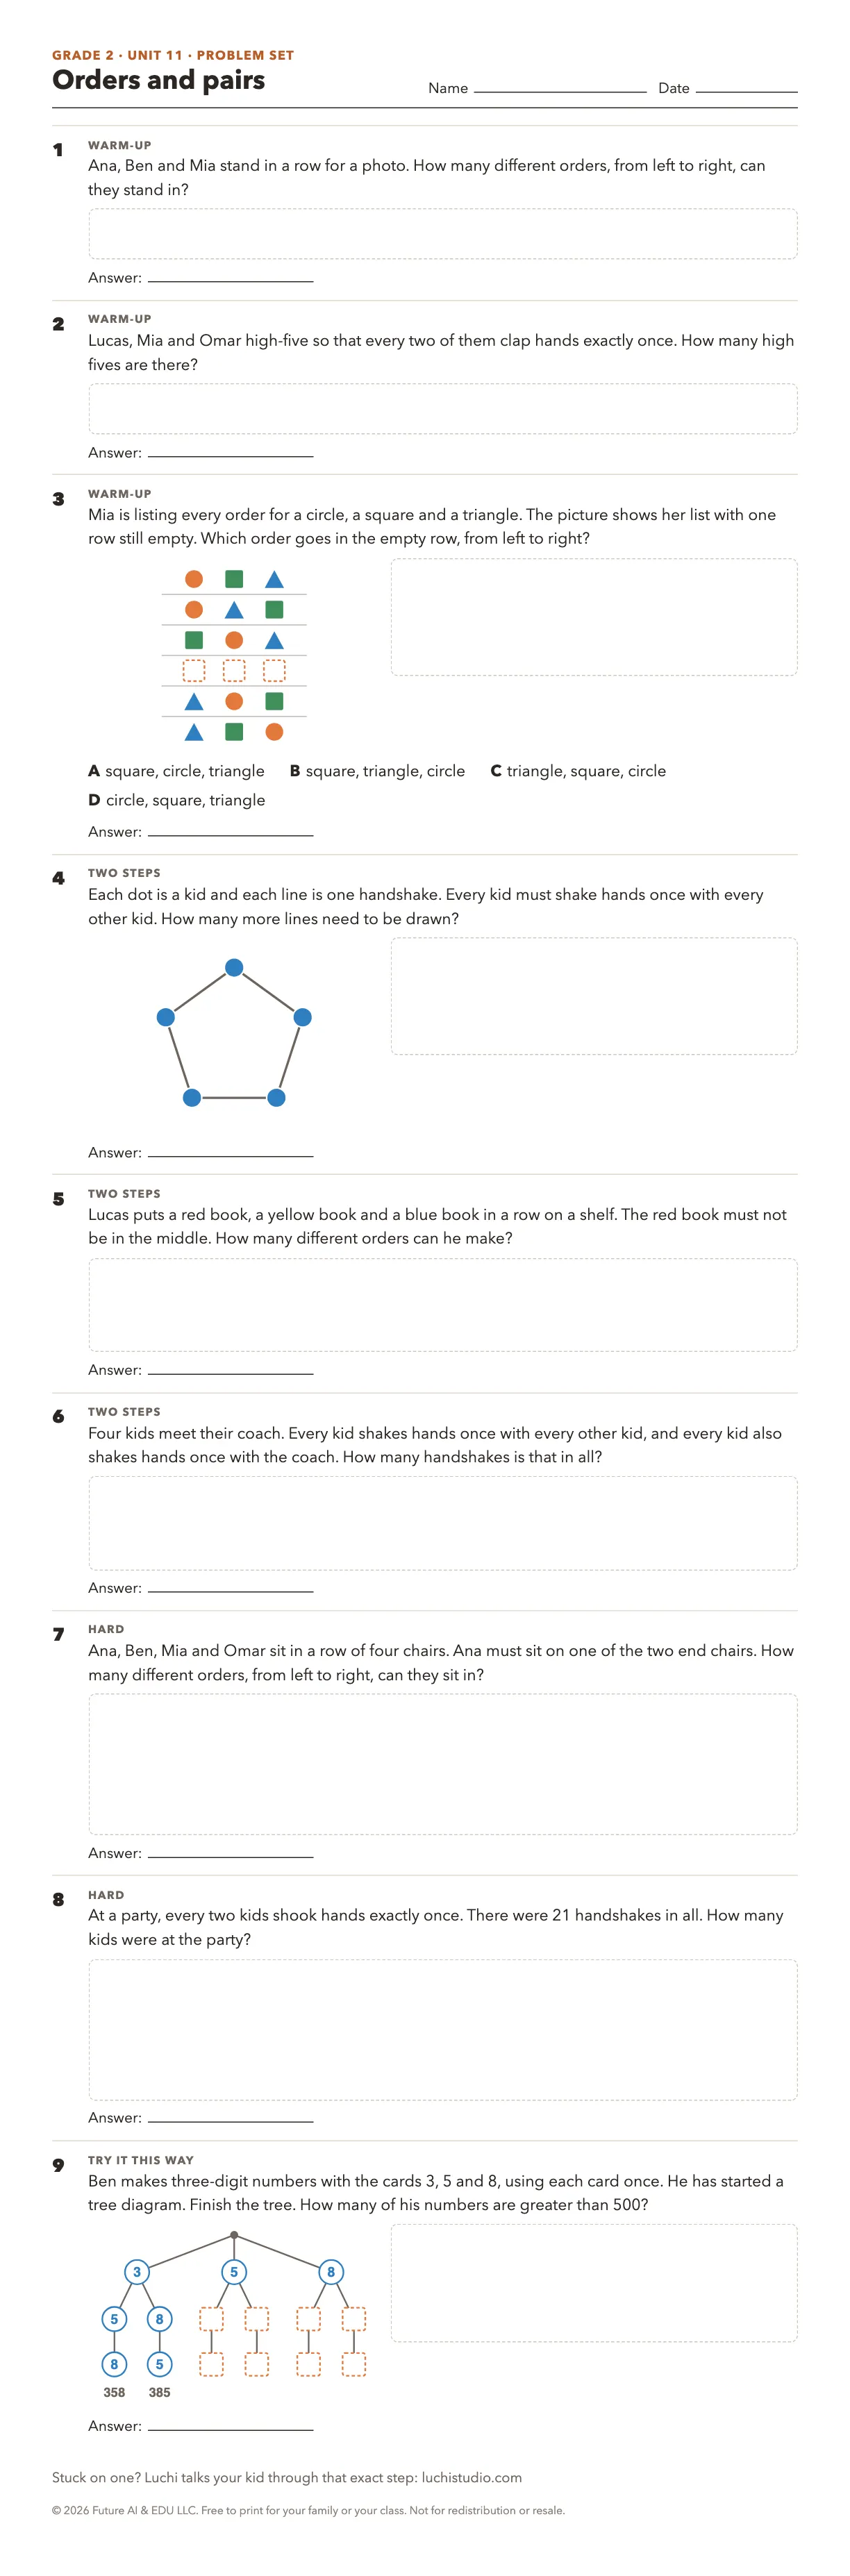 GRADE 2 · UNIT 11 · PROBLEM SET
Orders and pairs
Name
Date
1
WARM-UP
Ana, Ben and Mia stand in a row for a photo. How many different orders, from left to right, can
they stand in?
Answer:
2
WARM-UP
Lucas, Mia and Omar high-five so that every two of them clap hands exactly once. How many high
fives are there?
Answer:
3
WARM-UP
Mia is listing every order for a circle, a square and a triangle. The picture shows her list with one
row still empty. Which order goes in the empty row, from left to right?
A square, circle, triangle B square, triangle, circle C triangle, square, circle
D circle, square, triangle
Answer:
4
TWO STEPS
Each dot is a kid and each line is one handshake. Every kid must shake hands once with every
other kid. How many more lines need to be drawn?
Answer:
5
TWO STEPS
Lucas puts a red book, a yellow book and a blue book in a row on a shelf. The red book must not
be in the middle. How many different orders can he make?
Answer:
6
TWO STEPS
Four kids meet their coach. Every kid shakes hands once with every other kid, and every kid also
shakes hands once with the coach. How many handshakes is that in all?
Answer:
7
HARD
Ana, Ben, Mia and Omar sit in a row of four chairs. Ana must sit on one of the two end chairs. How
many different orders, from left to right, can they sit in?
Answer:
8
HARD
At a party, every two kids shook hands exactly once. There were 21 handshakes in all. How many
kids were at the party?
Answer:
9
TRY IT THIS WAY
Ben makes three-digit numbers with the cards 3, 5 and 8, using each card once. He has started a
tree diagram. Finish the tree. How many of his numbers are greater than 500?
3 5 8
5 8
8 5
358 385
Answer:
Stuck on one? Luchi talks your kid through that exact step: luchistudio.com
© 2026 Future AI & EDU LLC. Free to print for your family or your class. Not for redistribution or resale.